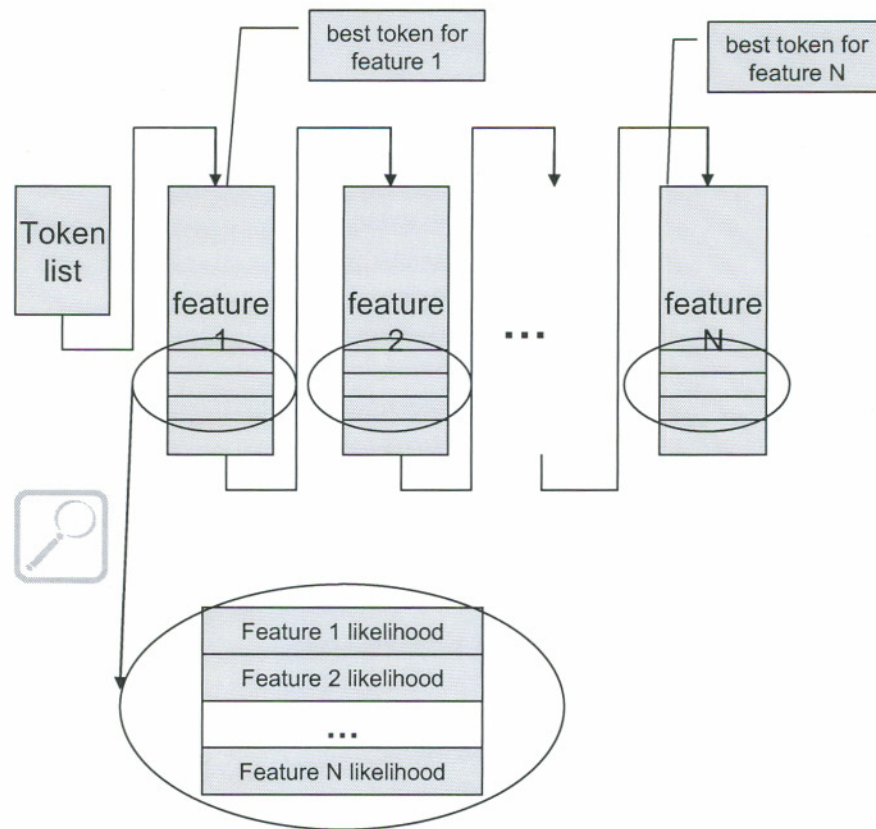 best token for
feature 1
best token for
feature N
Token
list
feature
1
feature
2
...
feature
N
Feature 1 likelihood
Feature 2 likelihood
...
Feature N likelihood